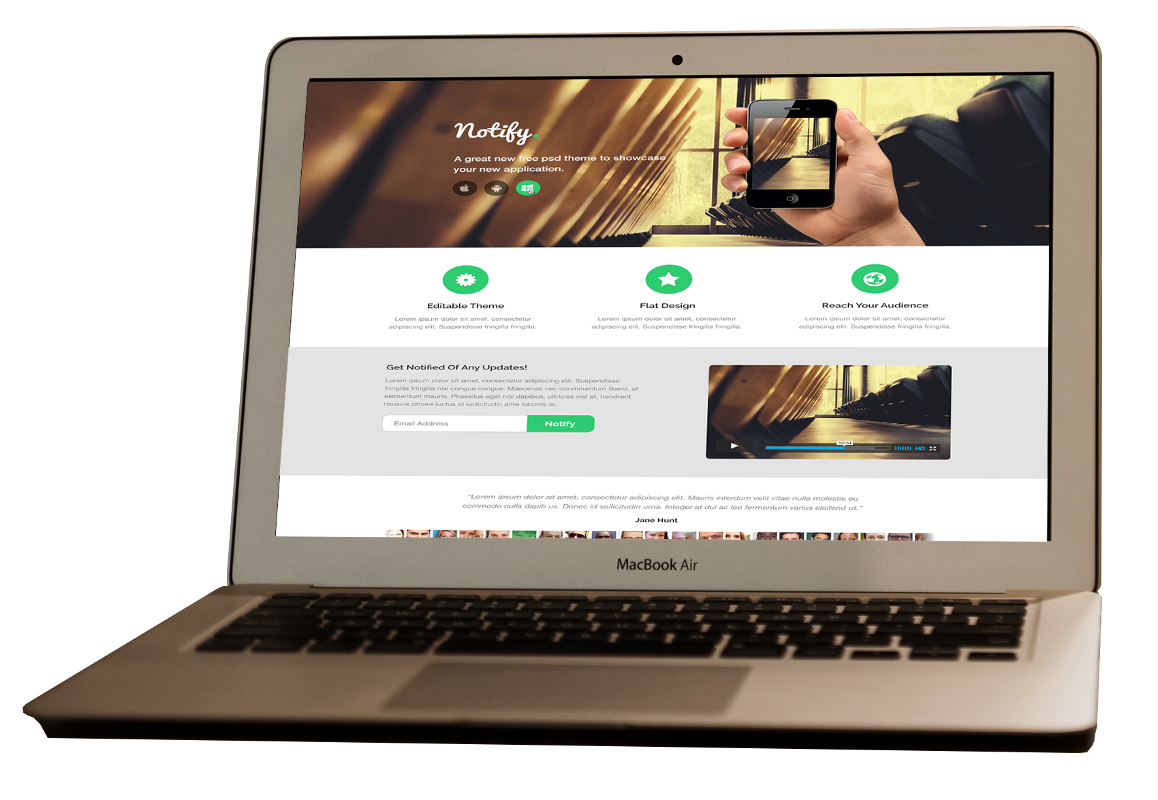 Notify.
A great new free psd theme to showcase
your new application.
Editable Theme
Lorem ipsum dolor sit amet, consectetur
adipiscing elit. Suspendisse fringilla fringilla.
Flat Design
Lorem ipsum dolor sit amet, consectetur
adipiscing elit. Suspendisse fringilla fringilla.
Reach Your Audience
Lorem ipsum dolor sit amet, consectetur
adipiscing elit. Suspendisse fringilla fringilla.
Get Notified Of Any Updates!
Lorem ipsum dolor sit amet, consectetur adipiscing elit. Suspendisse
fringilla fringilla nisl congue congue. Maecenas nec condimentum libero, at
elementum mauris. Phasellus eget nisl dapibus, ultricies nisl at, hendrerit
risusuis ornare luctus id sollicitudin ante lobortis at.
Email Address
Notify
00:54
HD
"Lorem ipsum dolor sit amet, consectetur adipiscing elit. Mauris interdum velit vitae nulla molestie eu
commodo nulla dapib us. Donec id sollicitudin urna. Integer at dui ac leo fermentum varius eleifend ut."
Jane Hunt
MacBook Air